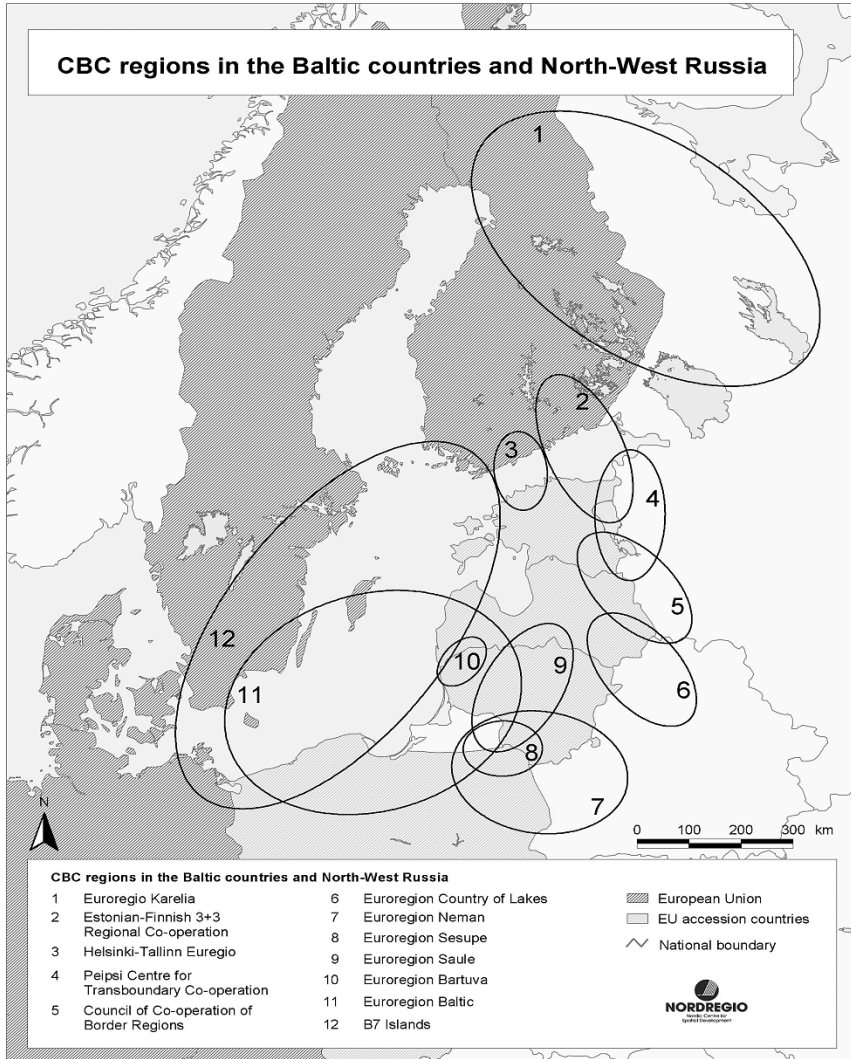 CBC regions in the Baltic countries and North-West Russia
1
2
3
4
5
12
10
9
11
6
8
7
N
0 100 200 300 km
CBC regions in the Baltic countries and North-West Russia
1 Euroregio Karelia
2 Estonian-Finnish 3+3
Regional Co-operation
3 Helsinki-Tallinn Euregio
4 Peipsi Centre for
Transboundary Co-operation
5 Council of Co-operation of
Border Regions
6 Euroregion Country of Lakes
7 Euroregion Neman
8 Euroregion Sesupe
9 Euroregion Saule
10 Euroregion Bartuva
11 Euroregion Baltic
12 B7 Islands
European Union
EU accession countries
National boundary
NORDREGIO
Nordic Centre for
Spatial Development